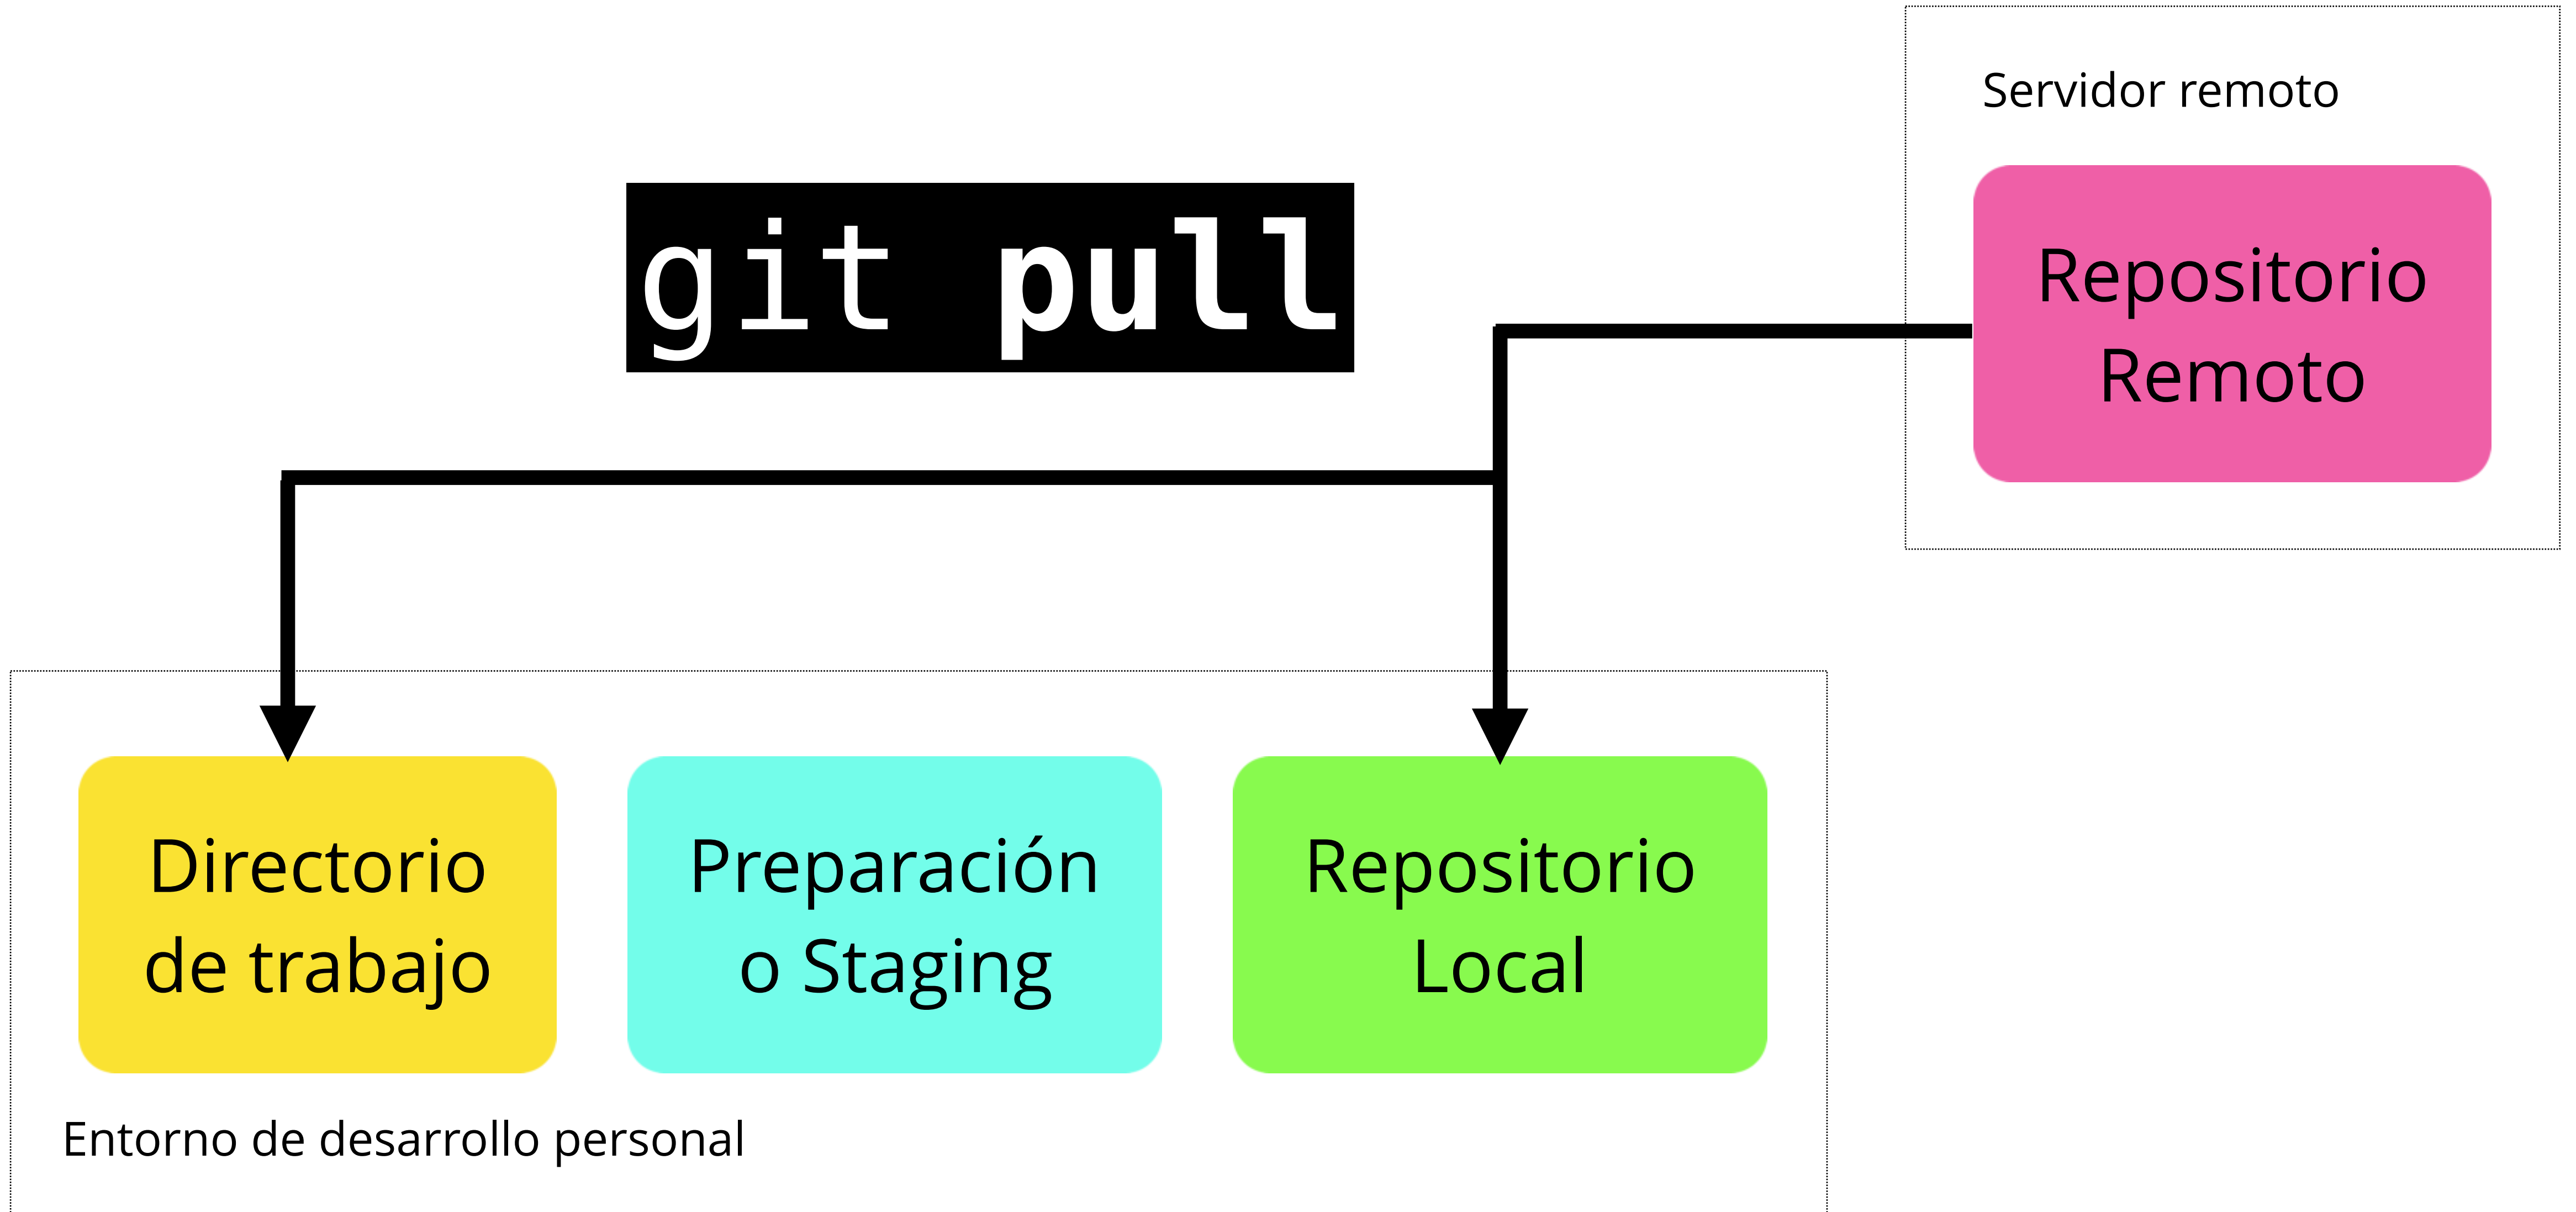 Servidor remoto
git pull
Repositorio
Remoto
Directorio
de trabajo
Preparación
o Staging
Repositorio
Local
Entorno de desarrollo personal